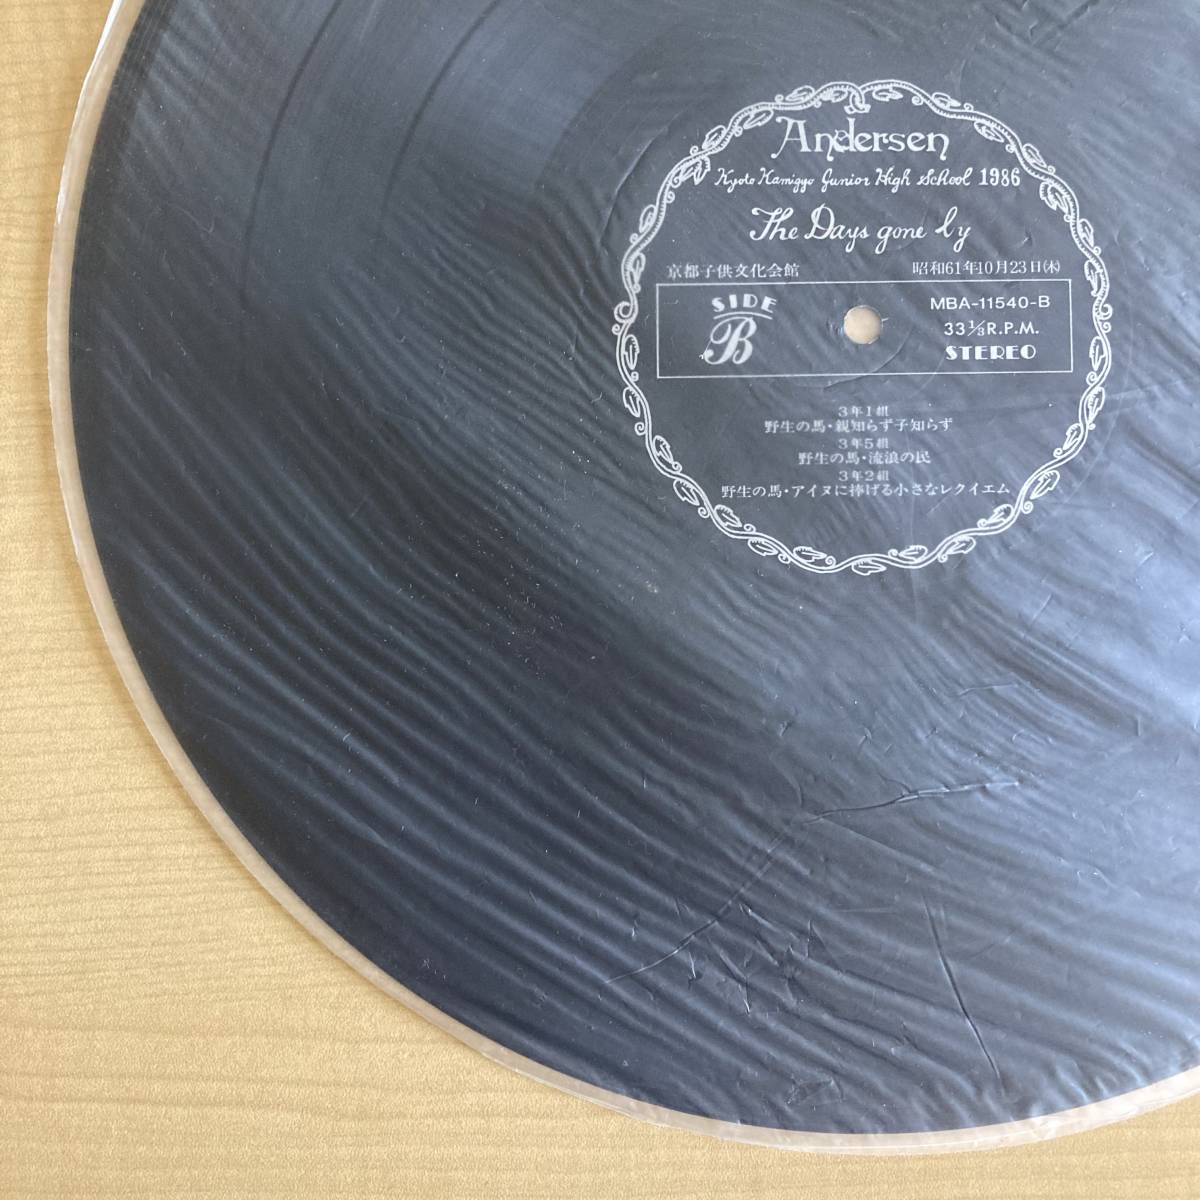 Andersen
Kyoto Kamigyo Junior High School 1986
The Days gone by
京都子供文化会館 昭和61年10月23日(木)
SIDE
B
MBA-11540-B
33⅓R.P.M.
STEREO
3年1組
野生の馬・親知らず子知らず
3年5組
野生の馬・流浪の民
3年2組
野生の馬・アイヌに捧げる小さなレクイエム